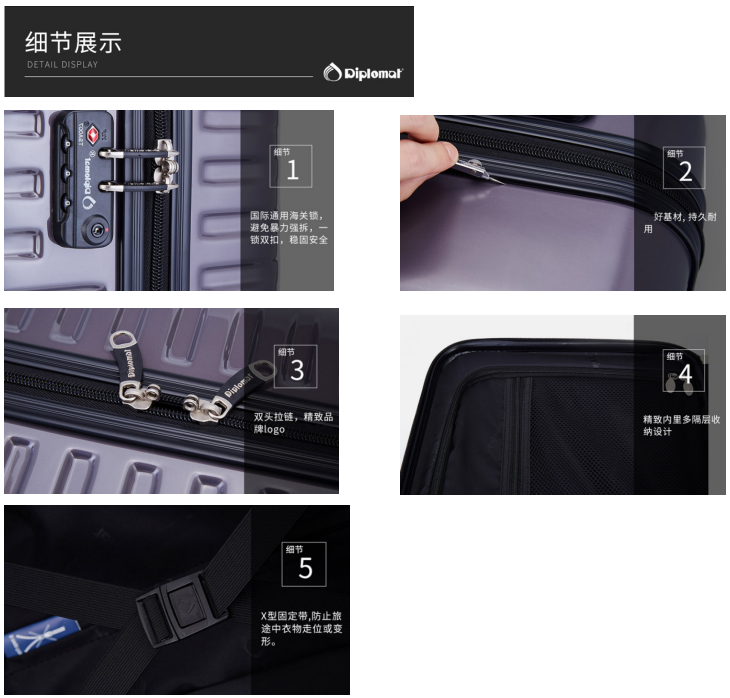 细节展示
DETAIL DISPLAY
Diplomat
细节
1
国际通用海关锁，
避免暴力强拆，一
锁双扣，稳固安全
细节
2
好基材, 持久耐
用
细节
3
双头拉链，精致品
牌logo
Diplomat
细节
4
精致内里多隔层收
纳设计
细节
5
X型固定带,防止旅
途中衣物走位或变
形。